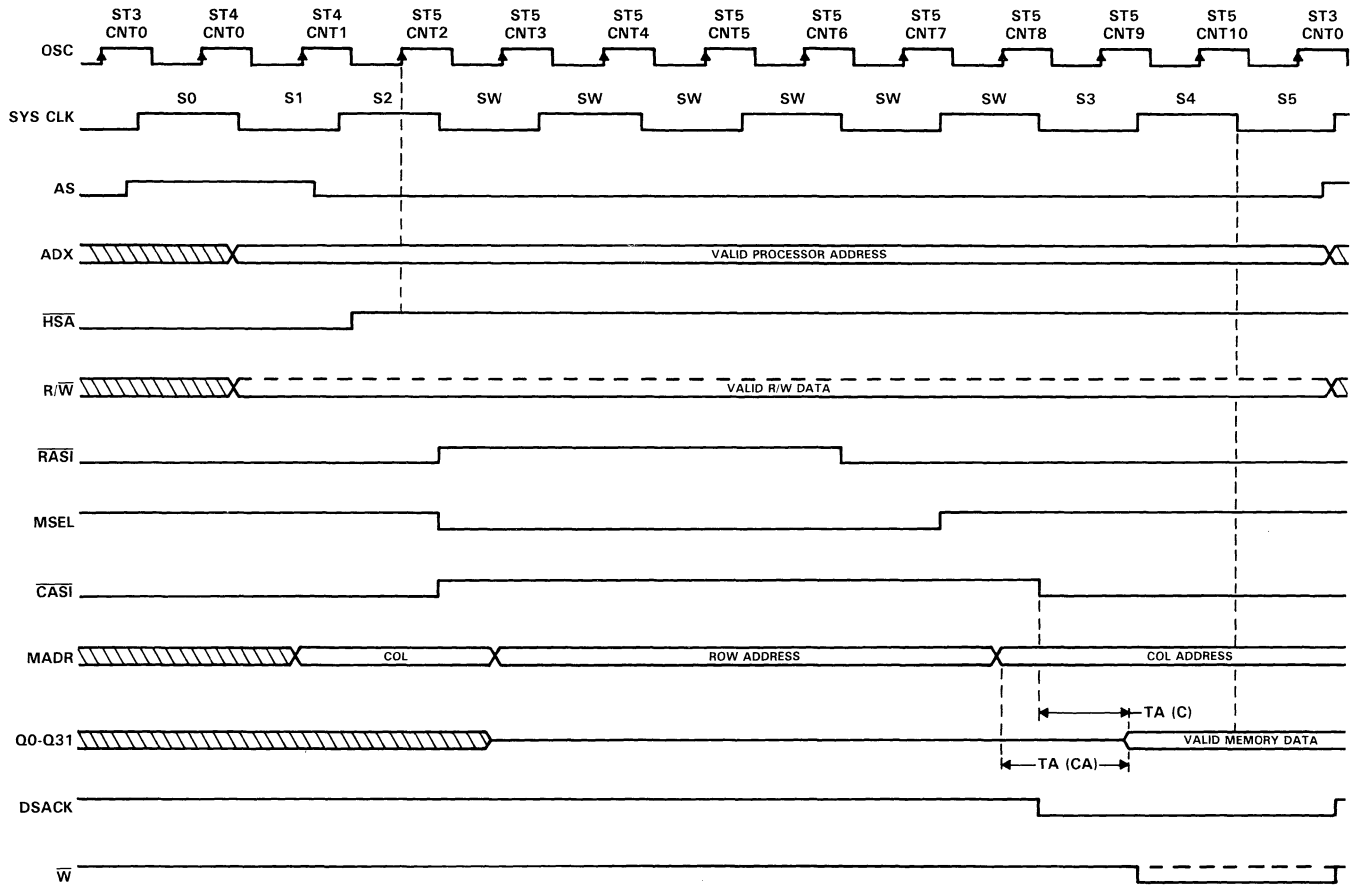 ST3 ST4 ST4 ST5 ST5 ST5 ST5 ST5 ST5 ST5 ST5 ST5 ST3
CNT0 CNT0 CNT1 CNT2 CNT3 CNT4 CNT5 CNT6 CNT7 CNT8 CNT9 CNT10 CNT0
OSC
S0 S1 S2 SW SW SW SW SW SW S3 S4 S5
SYS CLK
AS
ADX VALID PROCESSOR ADDRESS
HSA
R/W VALID R/W DATA
RASI
MSEL
CASI
MADR COL ROW ADDRESS COL ADDRESS
TA (C)
Q0-Q31 VALID MEMORY DATA
TA (CA)
DSACK
W